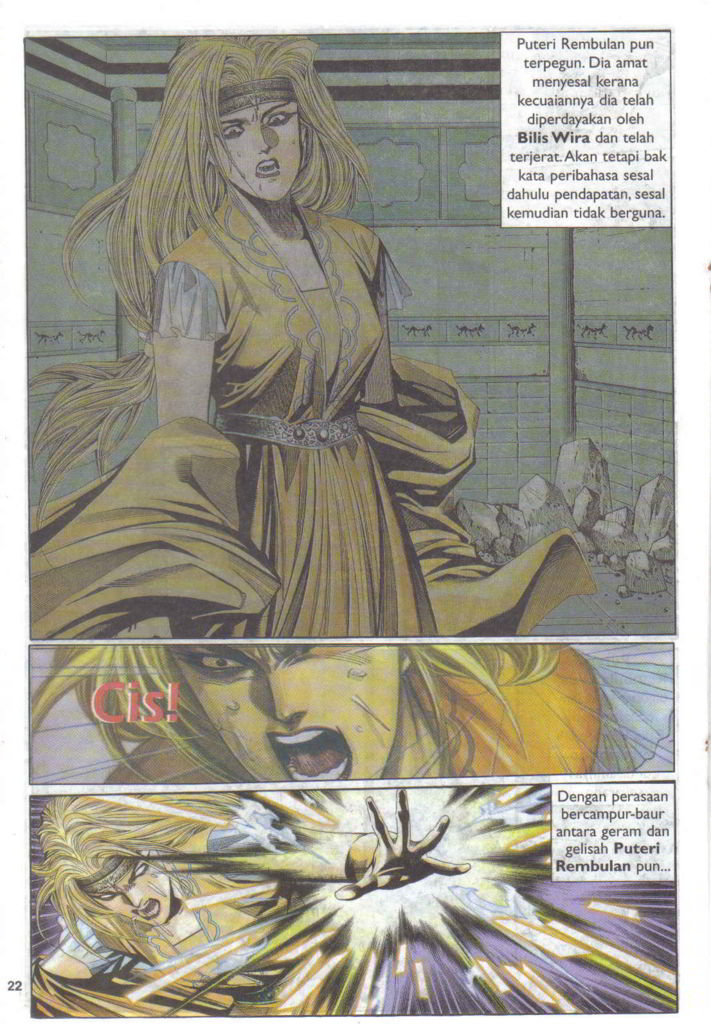 Puteri Rembulan pun
terpegun. Dia amat
menyesal kerana
kecuaiannya dia telah
diperdayakan oleh
Bilis Wira dan telah
terjerat. Akan tetapi bak
kata peribahasa sesal
dahulu pendapatan, sesal
kemudian tidak berguna.
Cis!
Dengan perasaan
bercampur-baur
antara geram dan
gelisah Puteri
Rembulan pun...
22